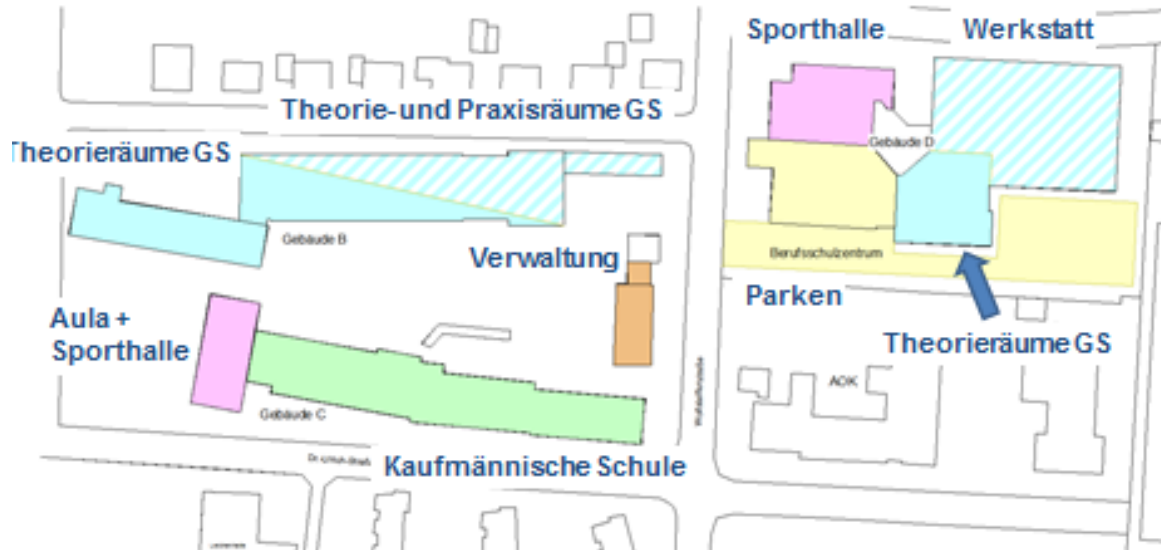 Sporthalle
Werkstatt
Theorie- und Praxisräume GS
Theorieräume GS
Gebäude D
Gebäude B
Verwaltung
Berufsschulzentrum
Parken
Aula +
Sporthalle
Theorieräume GS
AOK
Gebäude C
Kaufmännische Schule